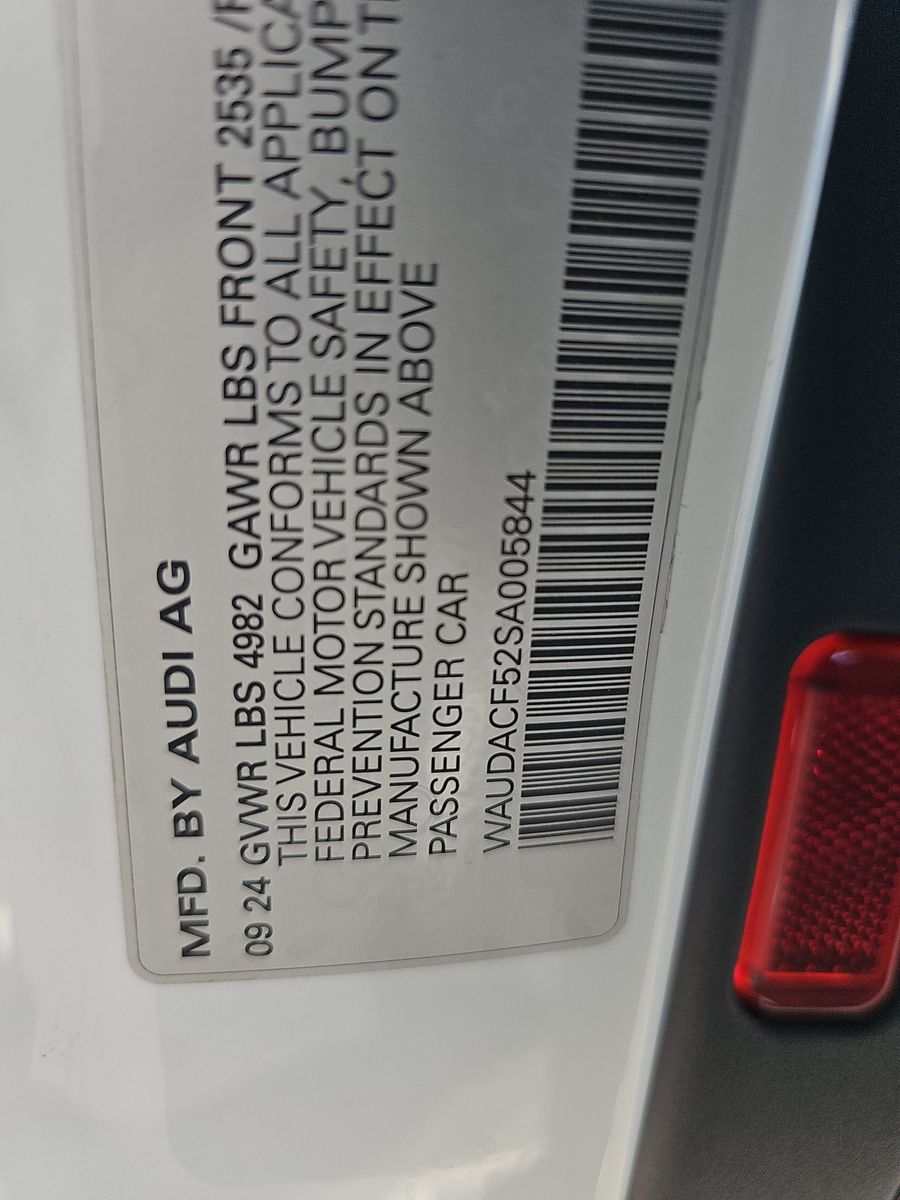 MFD. BY AUDI AG
09 24 GVWR LBS 4982 GAWR LBS FRONT 2535 /R
THIS VEHICLE CONFORMS TO ALL APPLICA
FEDERAL MOTOR VEHICLE SAFETY, BUMP
PREVENTION STANDARDS IN EFFECT ON T
MANUFACTURE SHOWN ABOVE
PASSENGER CAR
WAUDACF52SA005844